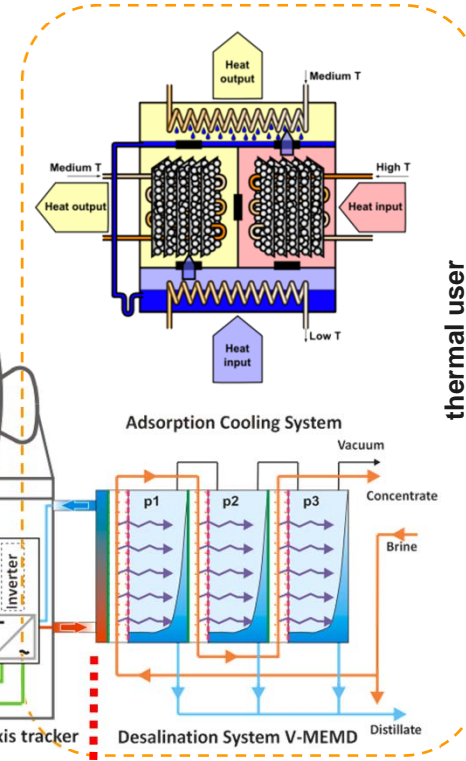 Heat
output
Medium T
Medium T
High T
Heat output
Heat input
Heat
input
Low T
thermal user
Adsorption Cooling System
Vacuum
p1
p2
p3
Concentrate
Brine
Inverter
~
Distillate
xis tracker
Desalination System V-MEMD